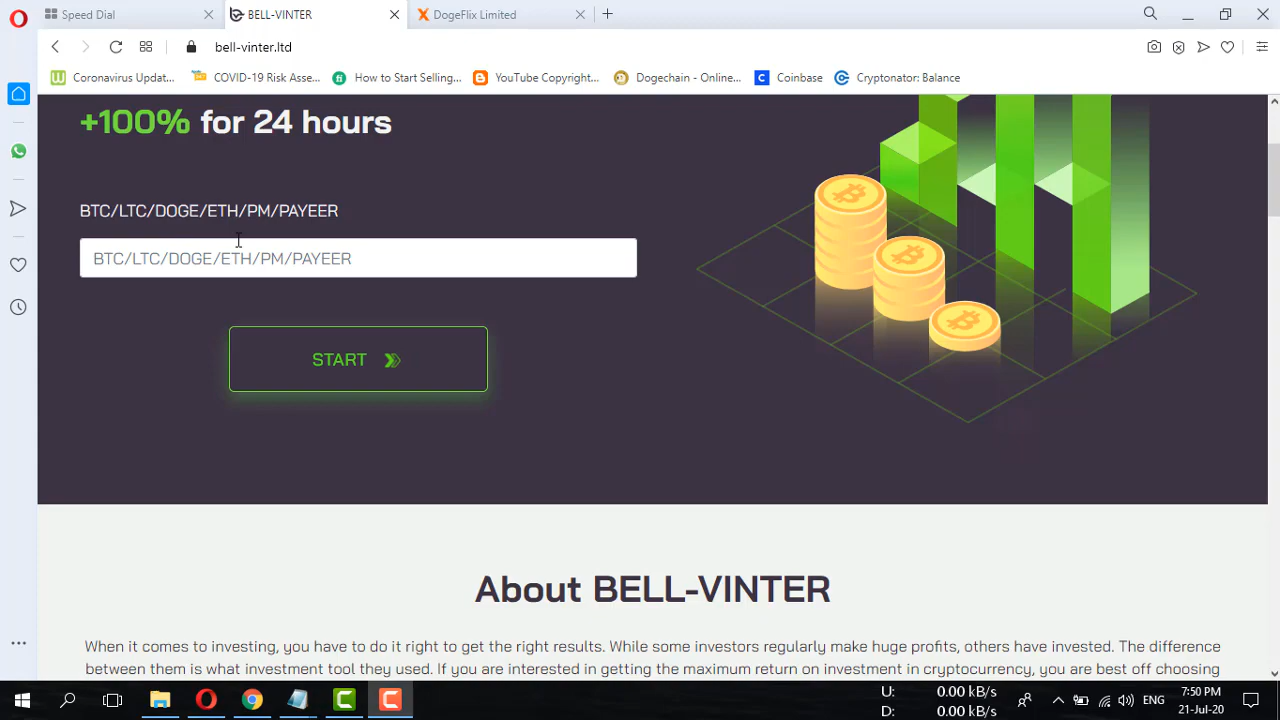 Speed Dial
BELL-VINTER
DogeFlix Limited
bell-vinter.ltd
Coronavirus Updat...
COVID-19 Risk Asse...
How to Start Selling...
YouTube Copyright...
Dogechain - Online...
Coinbase
Cryptonator: Balance
+100% for 24 hours
BTC/LTC/DOGE/ETH/PM/PAYEER
BTC/LTC/DOGE/ETH/PM/PAYEER
START
About BELL-VINTER
When it comes to investing, you have to do it right to get the right results. While some investors regularly make huge profits, others have invested. The difference
between them is what investment tool they used. If you are interested in getting the maximum return on investment in cryptocurrency, you are best off choosing
U: 0.00 kB/s
D: 0.00 kB/s
ENG
7:50 PM
21-Jul-20